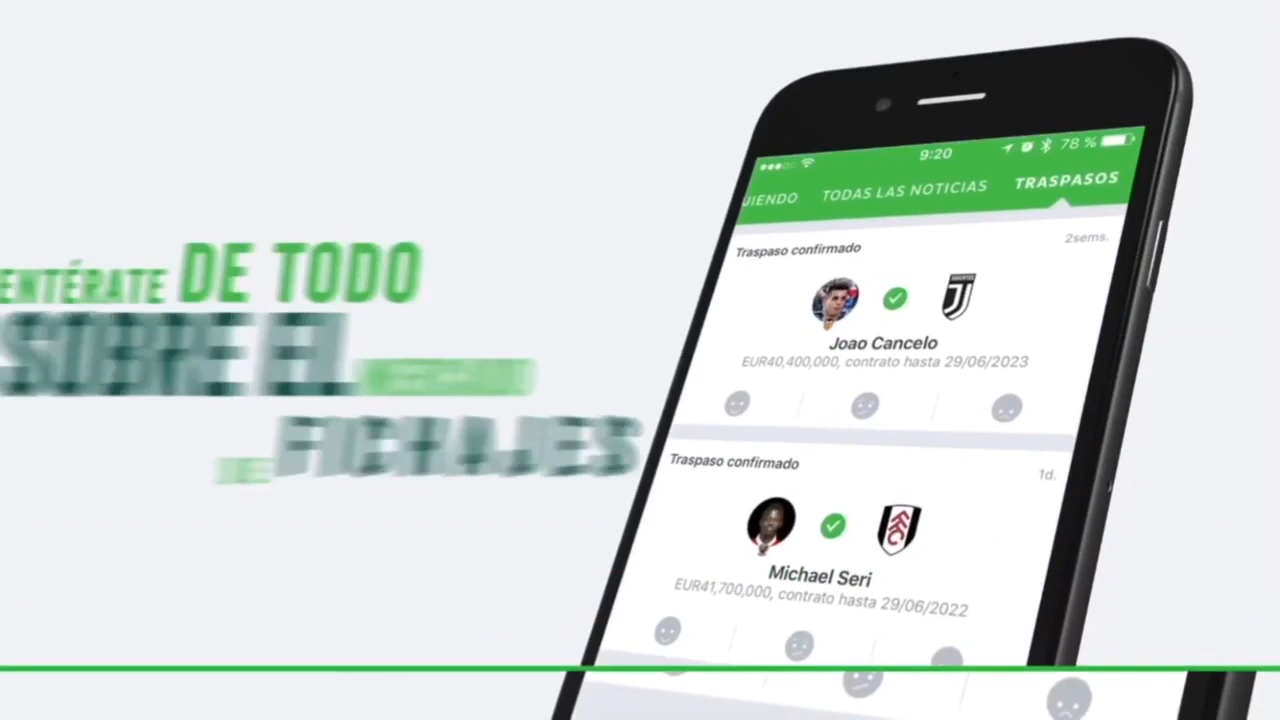 ENTÉRATE DE TODO
SOBRE EL MERCADO
DE FICHAJES
9:20
78 %
UIENDO
TODAS LAS NOTICIAS
TRASPASOS
Traspaso confirmado
2sems.
Joao Cancelo
EUR40,400,000, contrato hasta 29/06/2023
Traspaso confirmado
1d.
Michael Seri
EUR41,700,000, contrato hasta 29/06/2022